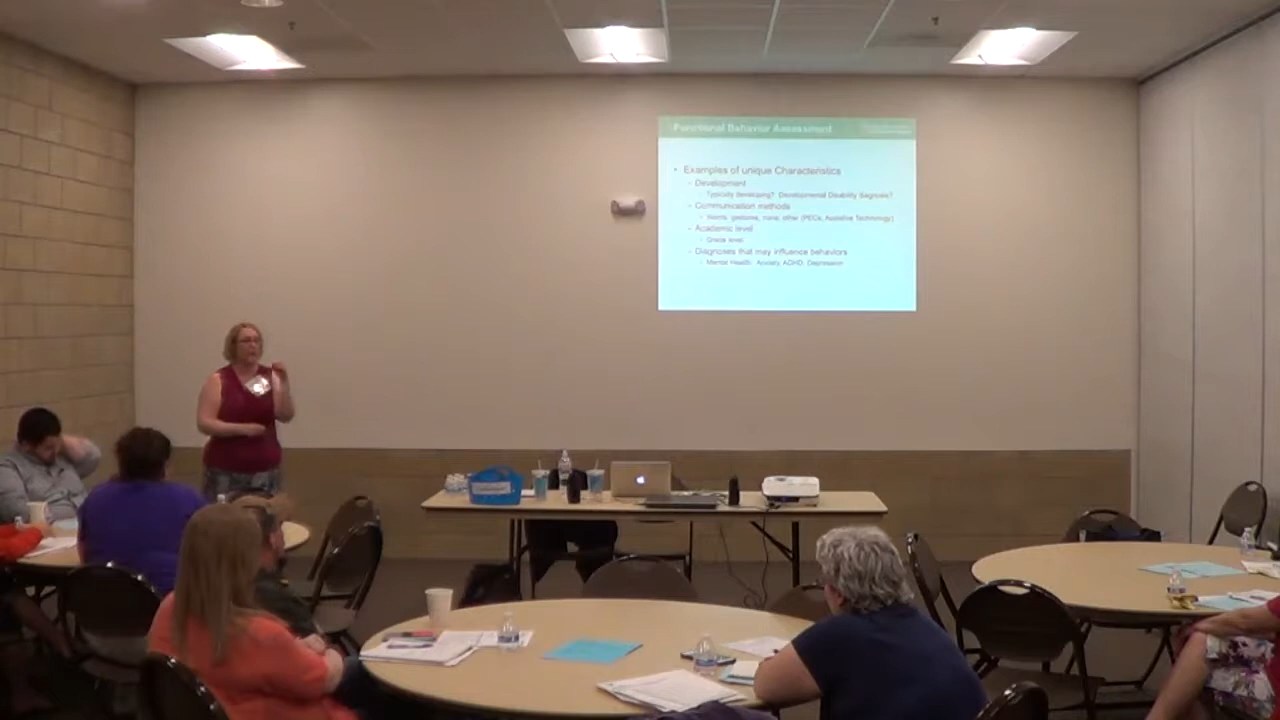 Functional Behavior Assessment
• Examples of unique Characteristics
– Development
Typically developing? Developmental Disability diagnosis?
– Communication methods
• Words, gestures, none, other (PECs, Assistive Technology)
– Academic level
• Grade level
– Diagnoses that may influence behaviors
• Mental Health: Anxiety, ADHD, Depression